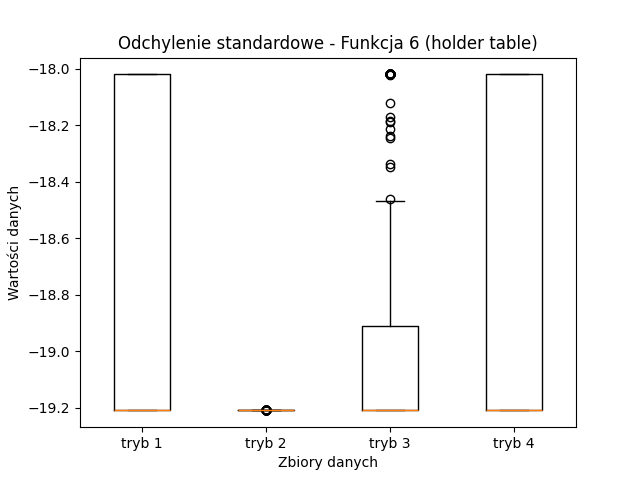 Odchylenie standardowe - Funkcja 6 (holder table)
−18.0
−18.2
−18.4
−18.6
−18.8
−19.0
−19.2
Wartości danych
tryb 1
tryb 2
tryb 3
tryb 4
Zbiory danych